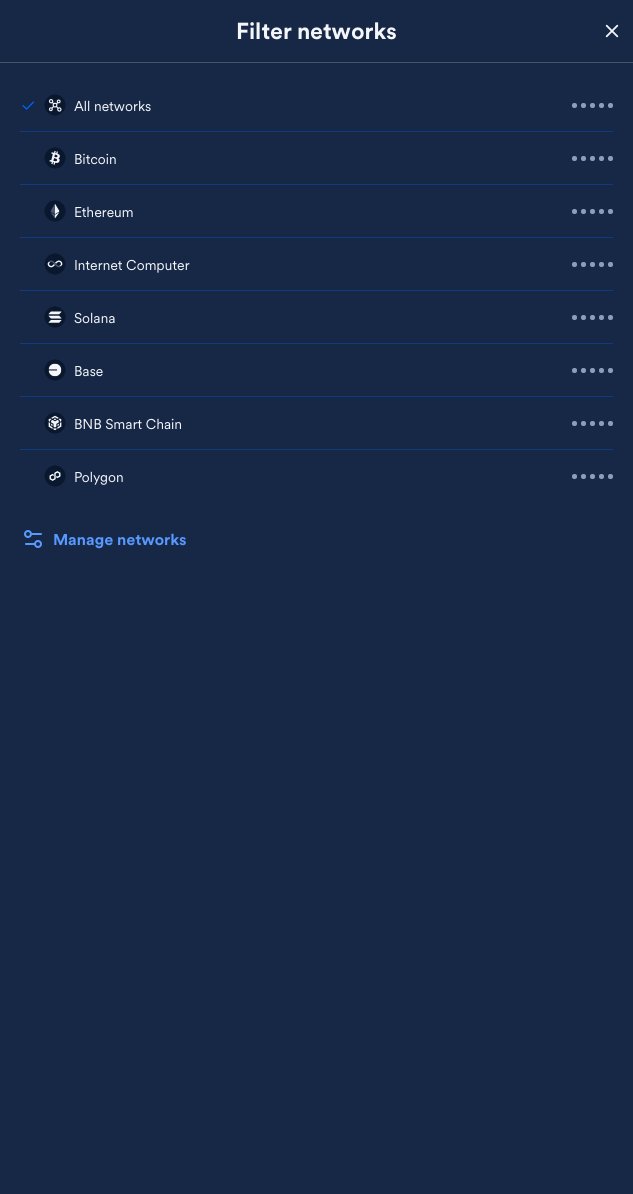 Filter networks
All networks
Bitcoin
Ethereum
Internet Computer
Solana
Base
BNB Smart Chain
Polygon
Manage networks